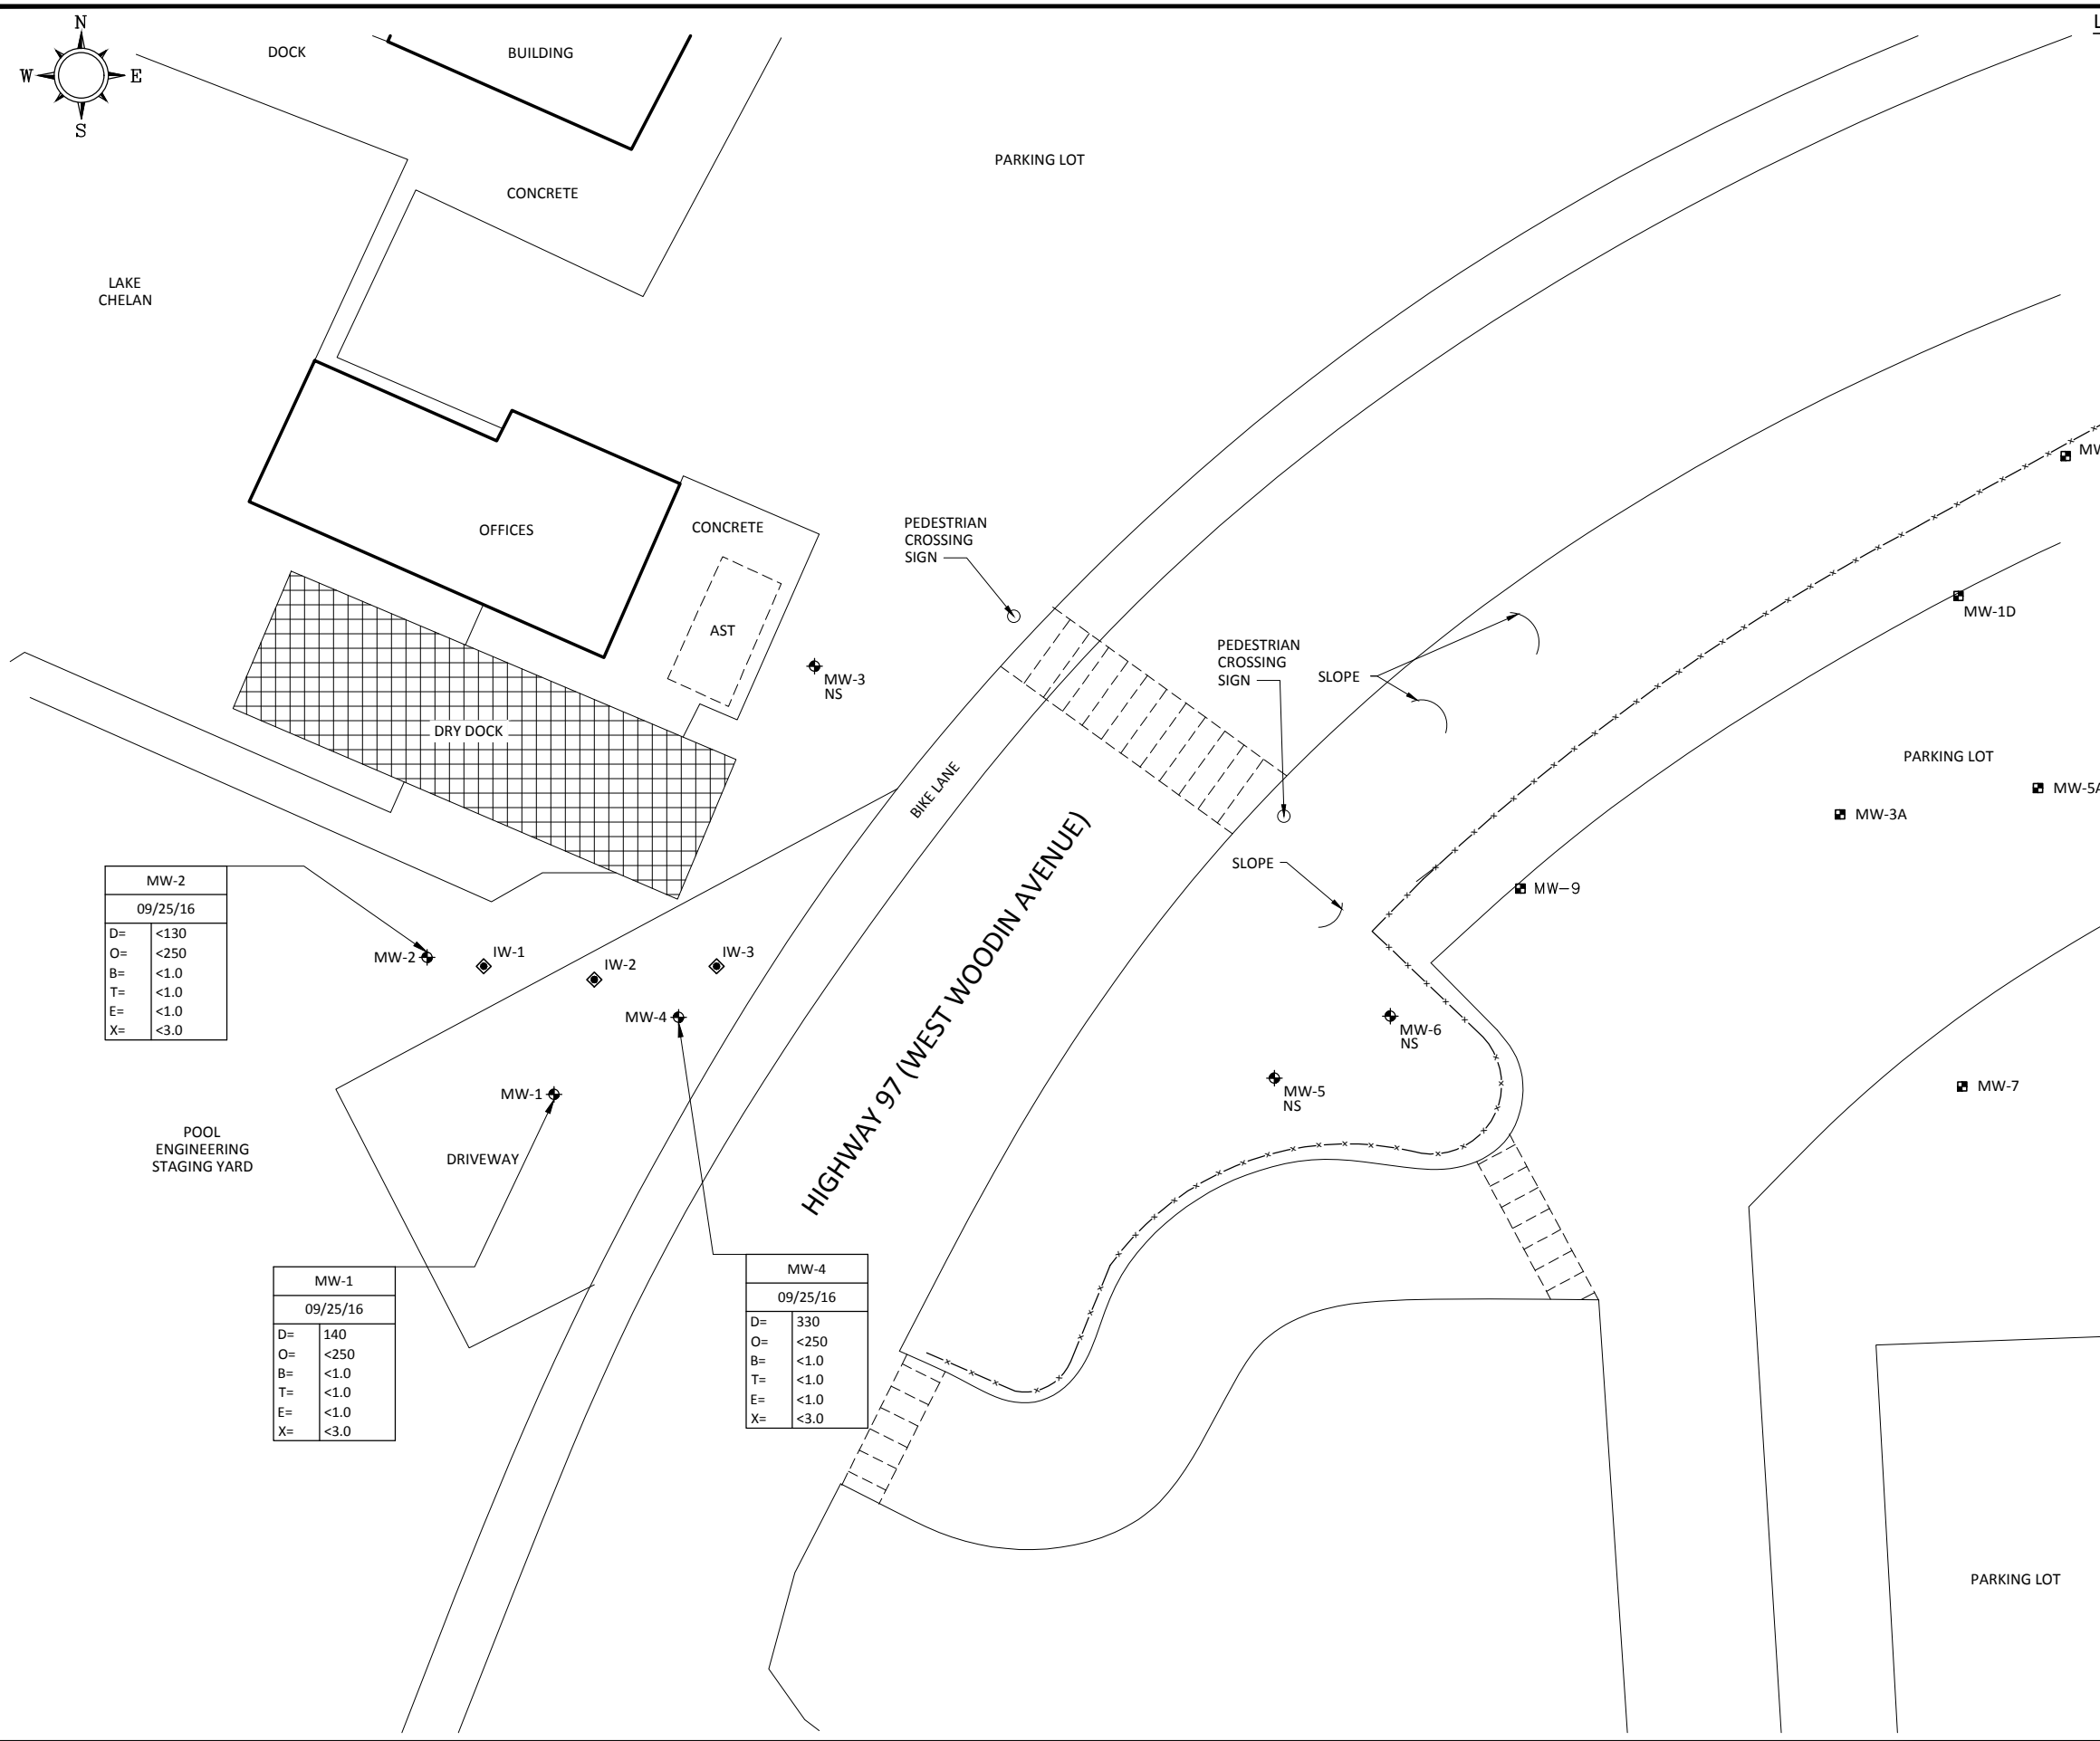 N
W
E
S
DOCK
BUILDING
PARKING LOT
CONCRETE
LAKE
CHELAN
OFFICES
CONCRETE
AST
PEDESTRIAN
CROSSING
SIGN
MW-3
NS
DRY DOCK
PEDESTRIAN
CROSSING
SIGN
SLOPE
MW-1D
PARKING LOT
MW-5A
MW-3A
BIKE LANE
HIGHWAY 97 (WEST WOODIN AVENUE)
SLOPE
MW-9
MW-2
09/25/16
D= <130
O= <250
B= <1.0
T= <1.0
E= <1.0
X= <3.0
MW-2
IW-1
IW-2
IW-3
MW-4
MW-6
NS
MW-5
NS
MW-7
MW-1
POOL
ENGINEERING
STAGING YARD
DRIVEWAY
MW-1
09/25/16
D= 140
O= <250
B= <1.0
T= <1.0
E= <1.0
X= <3.0
MW-4
09/25/16
D= 330
O= <250
B= <1.0
T= <1.0
E= <1.0
X= <3.0
PARKING LOT